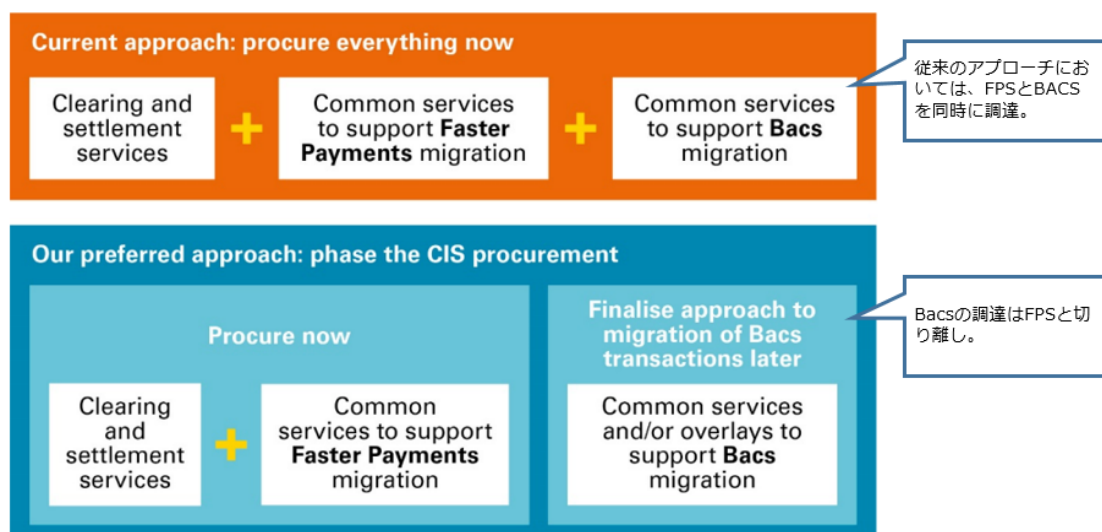 Current approach: procure everything now
Clearing and
settlement
services
+
Common services
to support Faster
Payments migration
+
Common services
to support Bacs
migration
従来のアプローチにお
いては、FPSとBACS
を同時に調達。
Our preferred approach: phase the CIS procurement
Procure now
Clearing
and
settlement
services
+
Common
services to support
Faster Payments
migration
Finalise approach to
migration of Bacs
transactions later
Common services
and/or overlays to
support Bacs
migration
Bacsの調達はFPSと切
り離し。